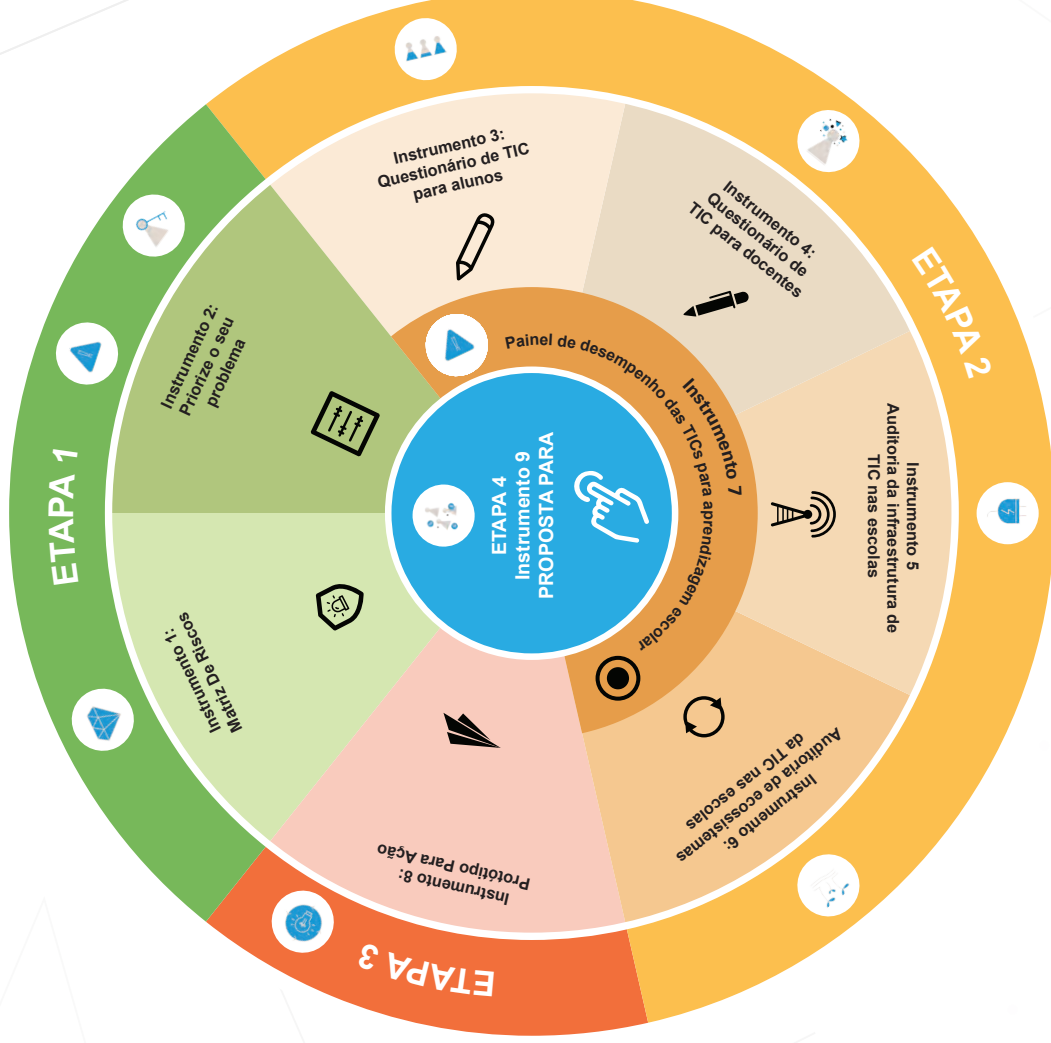 ETAPA 1
Instrumento 1:
Matriz De Riscos
Instrumento 2:
Priorize o seu
problema
ETAPA 2
Instrumento 3:
Questionário de TIC
para alunos
Instrumento 4:
Questionário de
TIC para docentes
Instrumento 5
Auditoria da infraestrutura de
TIC nas escolas
Instrumento 6:
Auditoria de ecossistemas
da TIC nas escolas
Instrumento 7
Painel de desempenho das TICs para aprendizagem escolar
ETAPA 3
Instrumento 8:
Protótipo Para Ação
ETAPA 4
Instrumento 9
PROPOSTA PARA